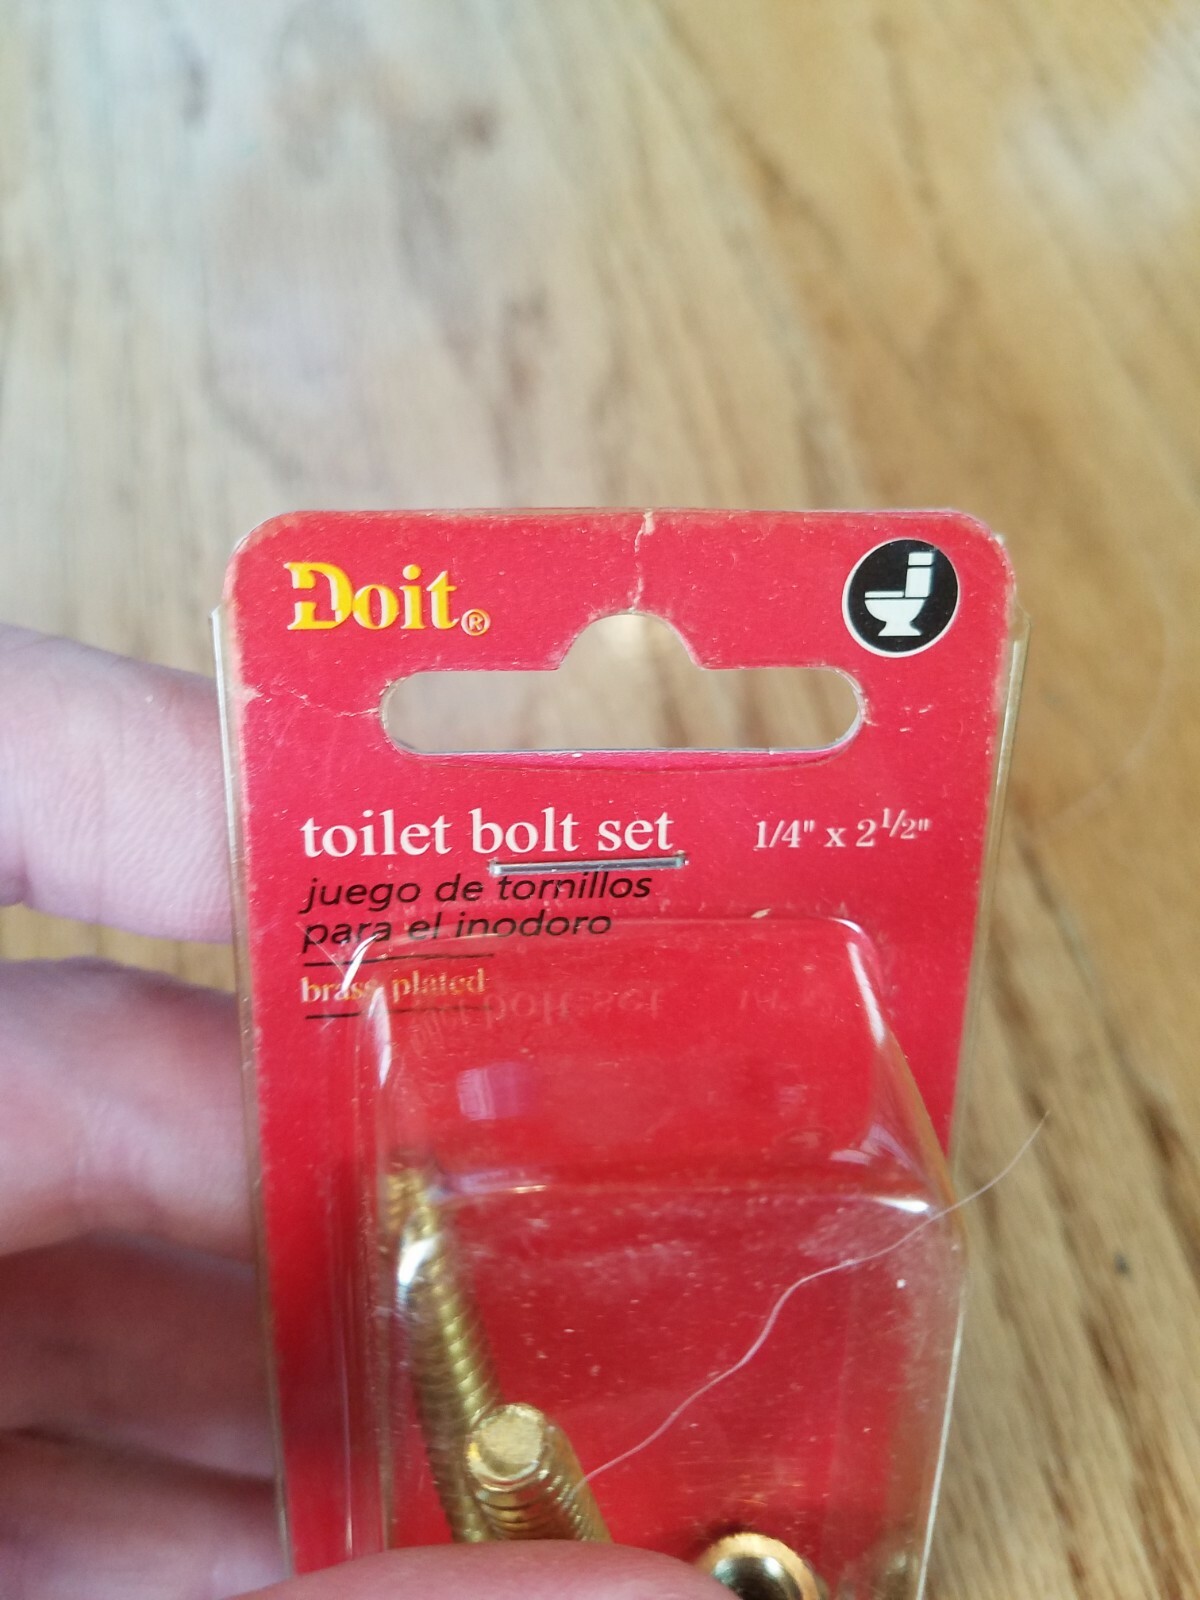 Doit®
toilet bolt set 1/4" x 2 1/2"
juego de tornillos
para el inodoro
brass plated